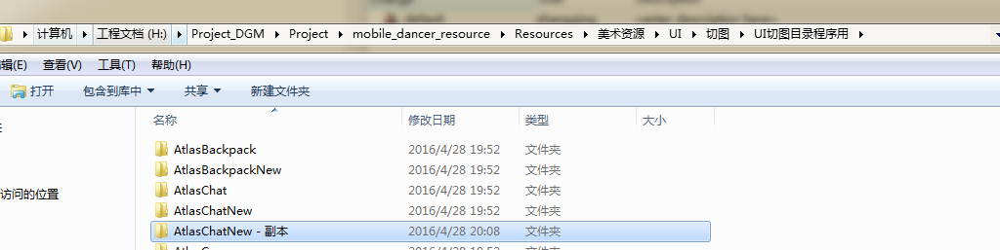 default
计算机 工程文档 (H:) Project_DGM Project mobile_dancer_resource Resources 美术资源 UI 切图 UI切图目录程序用
辑(E) 查看(V) 工具(T) 帮助(H)
打开 包含到库中 共享 新建文件夹
名称 修改日期 类型 大小
AtlasBackpack 2016/4/28 19:52 文件夹
AtlasBackpackNew 2016/4/28 19:52 文件夹
AtlasChat 2016/4/28 19:52 文件夹
访问的位置
AtlasChatNew 2016/4/28 19:52 文件夹
AtlasChatNew - 副本 2016/4/28 20:08 文件夹